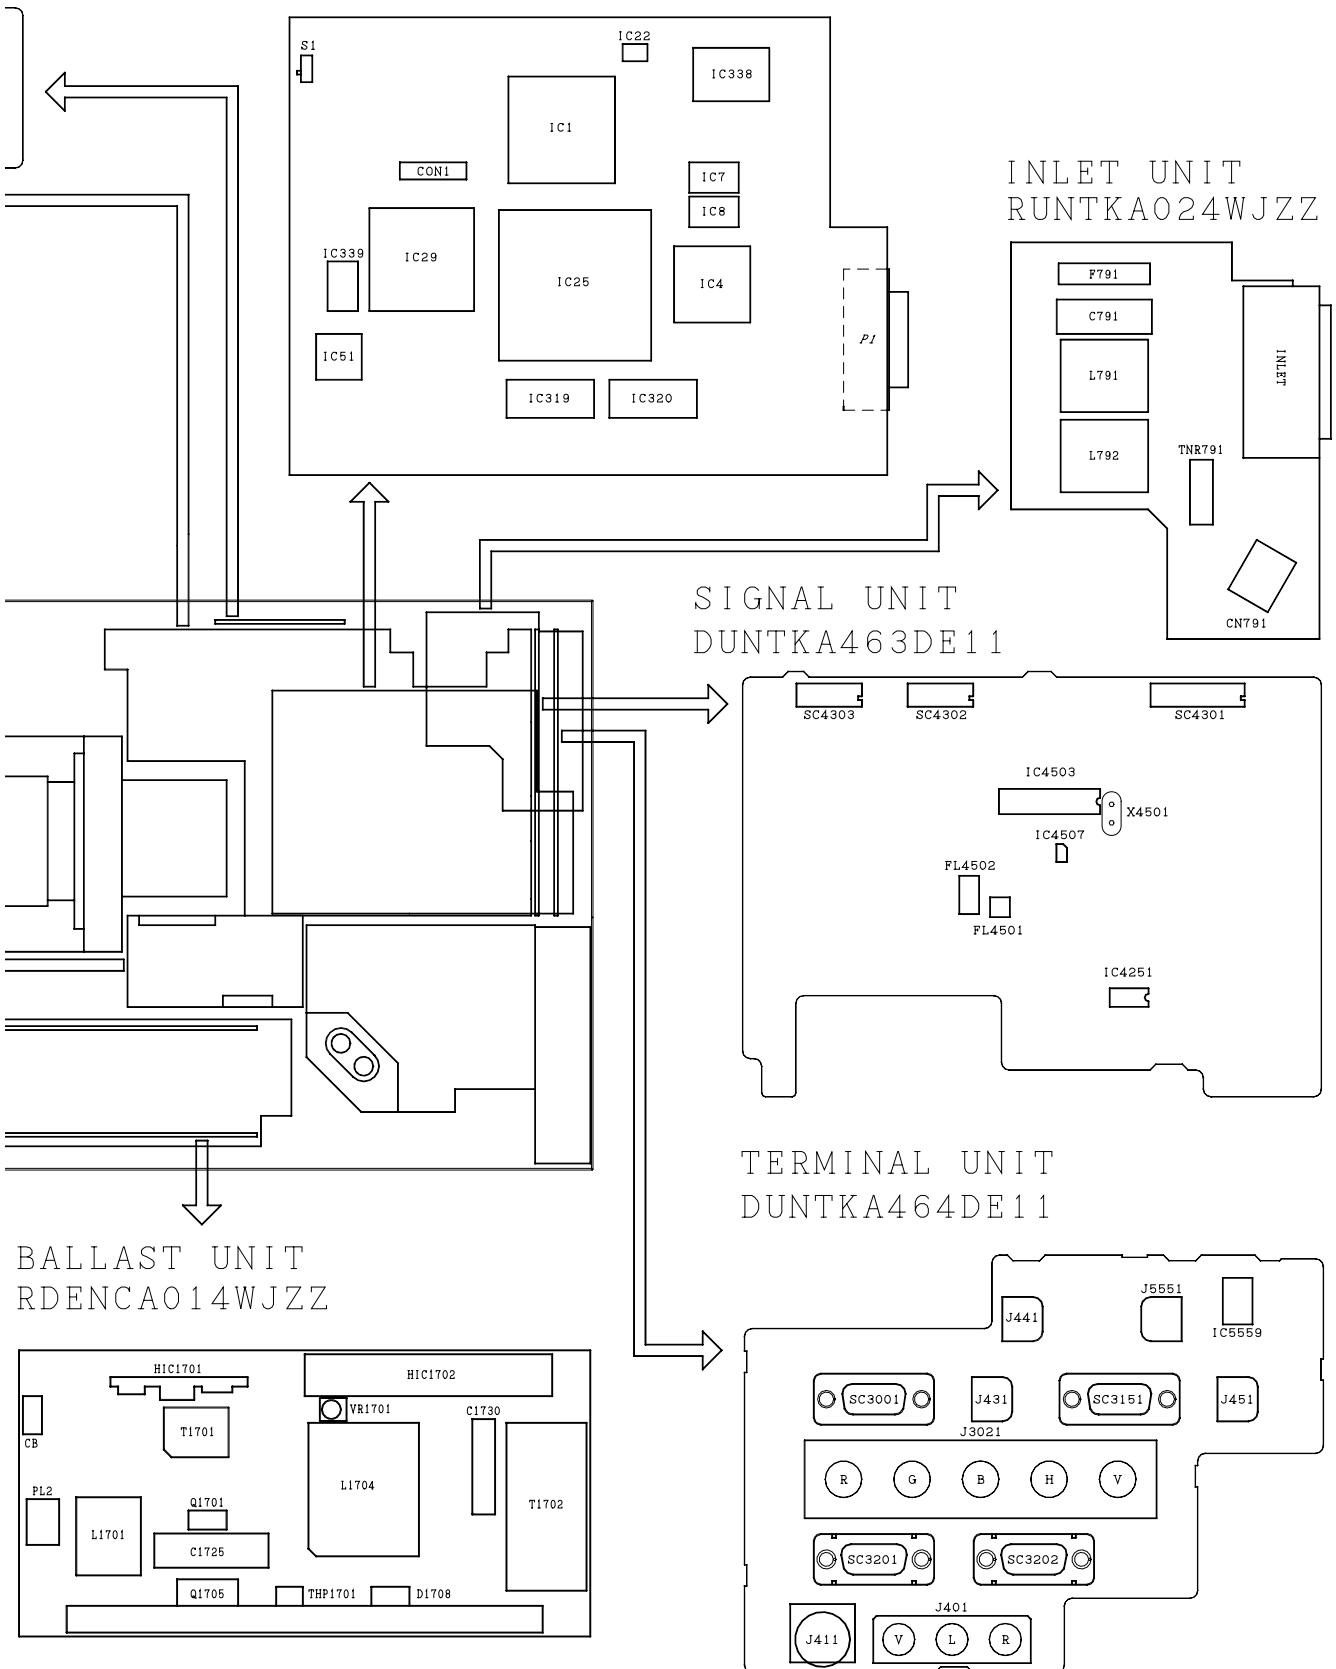 S1
IC22
IC338
IC1
CON1
IC7
IC8
IC339
IC29
IC25
IC4
IC51
P1
IC319
IC320
INLET UNIT
RUNTKA024WJZZ
F791
C791
L791
INLET
L792
TNR791
CN791
SIGNAL UNIT
DUNTKA463DE11
SC4303
SC4302
SC4301
IC4503
X4501
IC4507
FL4502
FL4501
IC4251
TERMINAL UNIT
DUNTKA464DE11
J5551
J441
IC5559
SC3001
J431
SC3151
J451
J3021
R
G
B
H
V
SC3201
SC3202
J401
J411
V
L
R
BALLAST UNIT
RDENCA014WJZZ
HIC1701
HIC1702
VR1701
C1730
CB
T1701
PL2
L1704
Q1701
T1702
L1701
C1725
Q1705
THP1701
D1708